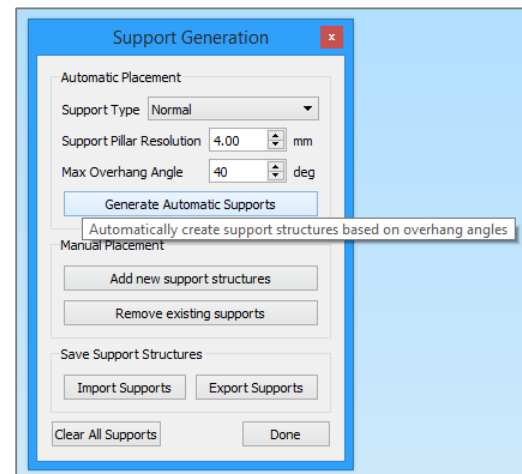 Support Generation
x
Automatic Placement
Support Type Normal
Support Pillar Resolution 4.00 mm
Max Overhang Angle 40 deg
Generate Automatic Supports
Automatically create support structures based on overhang angles
Manual Placement
Add new support structures
Remove existing supports
Save Support Structures
Import Supports Export Supports
Clear All Supports Done